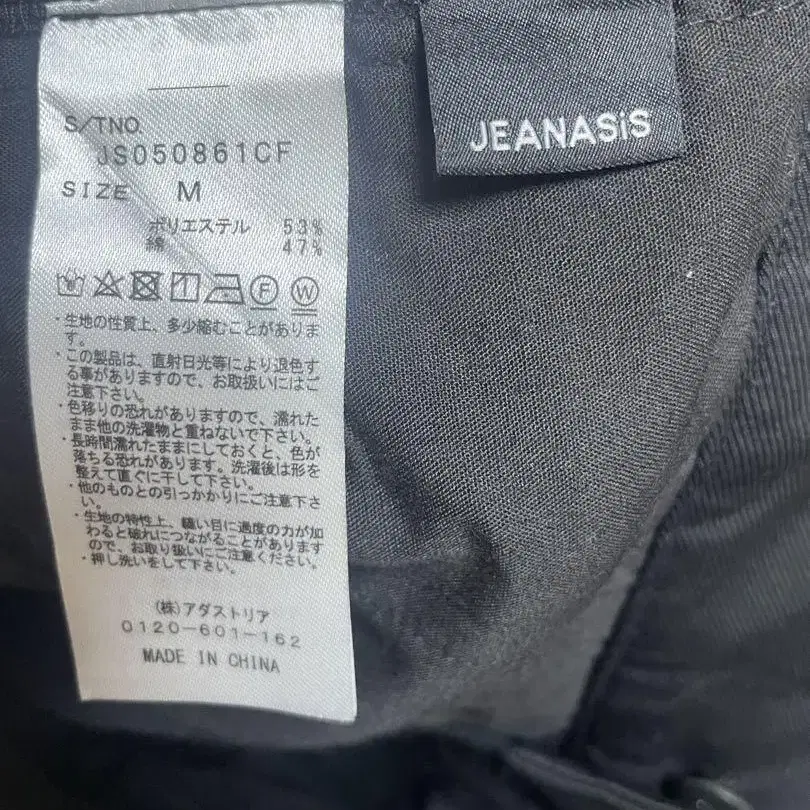 S/TNO.
JS050861CF
SIZE M
ポリエステル 53%
綿 47%
F W
・生地の性質上、多少縮むことがありま
す。
・この製品は、直射日光等により退色す
る事がありますので、お取扱いにはご
注意下さい。
・色移りの恐れがありますので、濡れた
まま他の洗濯物と重ねないで下さい。
・長時間濡れたままにしておくと、色が
落ちる恐れがあります。洗濯後は形を
整えて直ぐに干して下さい。
・他のものとの引っかかりにご注意下さ
い。
・生地の特性上、縫い目に過度の力が加
わると破れにつながることがあります
ので、お取り扱いにご注意ください。
・押し洗いをして下さい。
(株)アダストリア
0120-601-162
MADE IN CHINA
JEANASiS